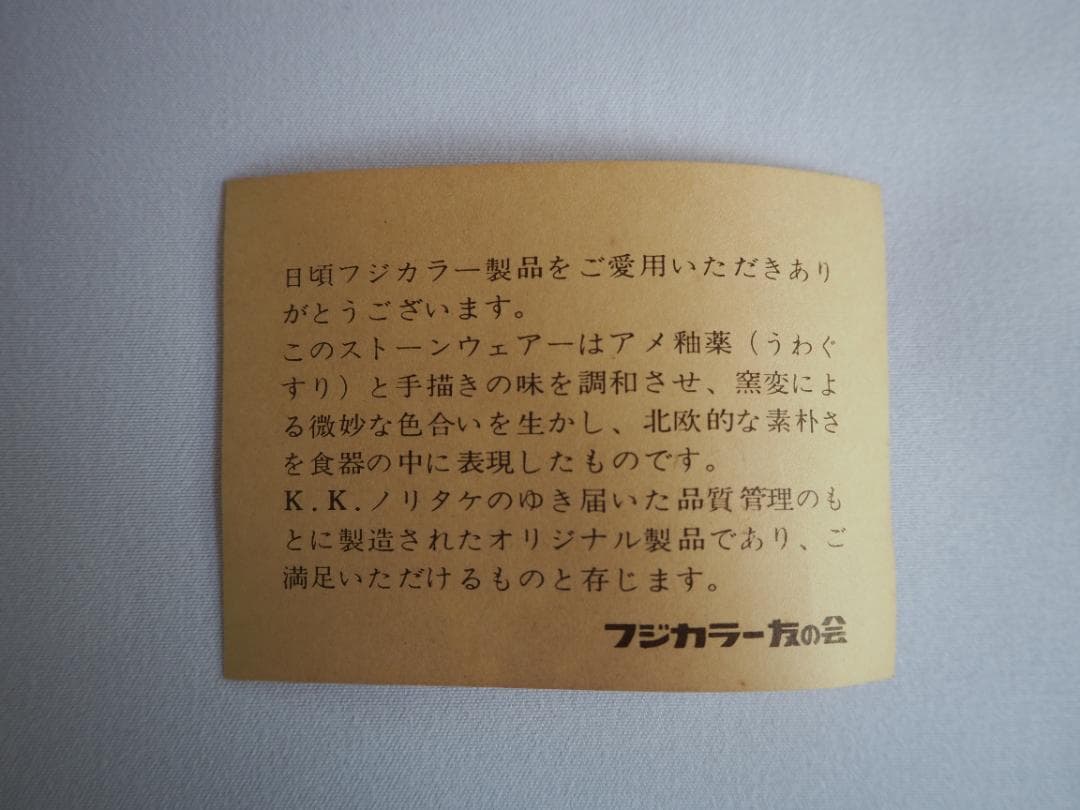 日頃フジカラー製品をご愛用いただきあり
がとうございます。
このストーンウェアーはアメ釉薬（うわぐ
すり）と手描きの味を調和させ、窯変によ
る微妙な色合いを生かし、北欧的な素朴さ
を食器の中に表現したものです。
K.K.ノリタケのゆき届いた品質管理のも
とに製造されたオリジナル製品であり、ご
満足いただけるものと存じます。
フジカラー友の会